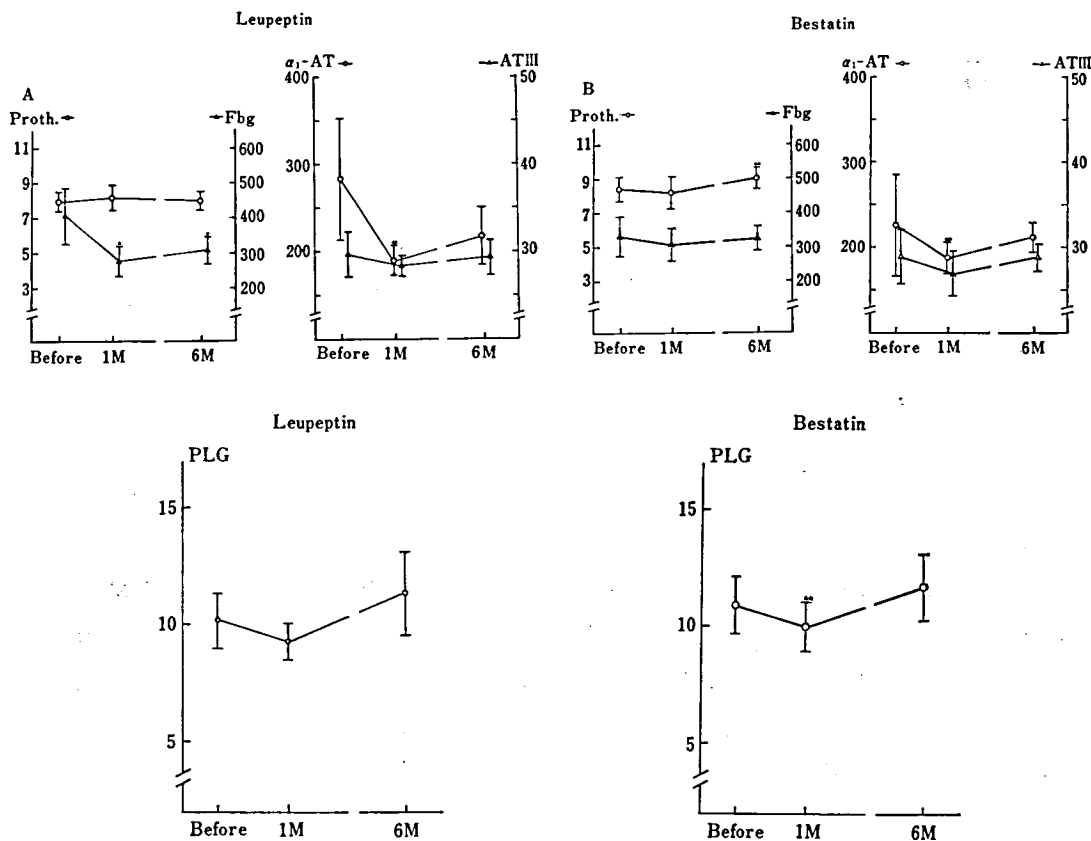 Leupeptin
A
Proth.
Fbg
11
9
7
5
3
600
500
400
300
200
Before 1M 6M
α₁-AT
ATIII
400
300
200
50
40
30
*
Before 1M 6M
Bestatin
B
Proth.
Fbg
11
9
7
5
3
600
500
400
300
200
**
Before 1M 6M
α₁-AT
ATIII
400
300
200
50
40
30
**
Before 1M 6M
Leupeptin
PLG
15
10
5
Before 1M 6M
Bestatin
PLG
15
10
5
**
Before 1M 6M